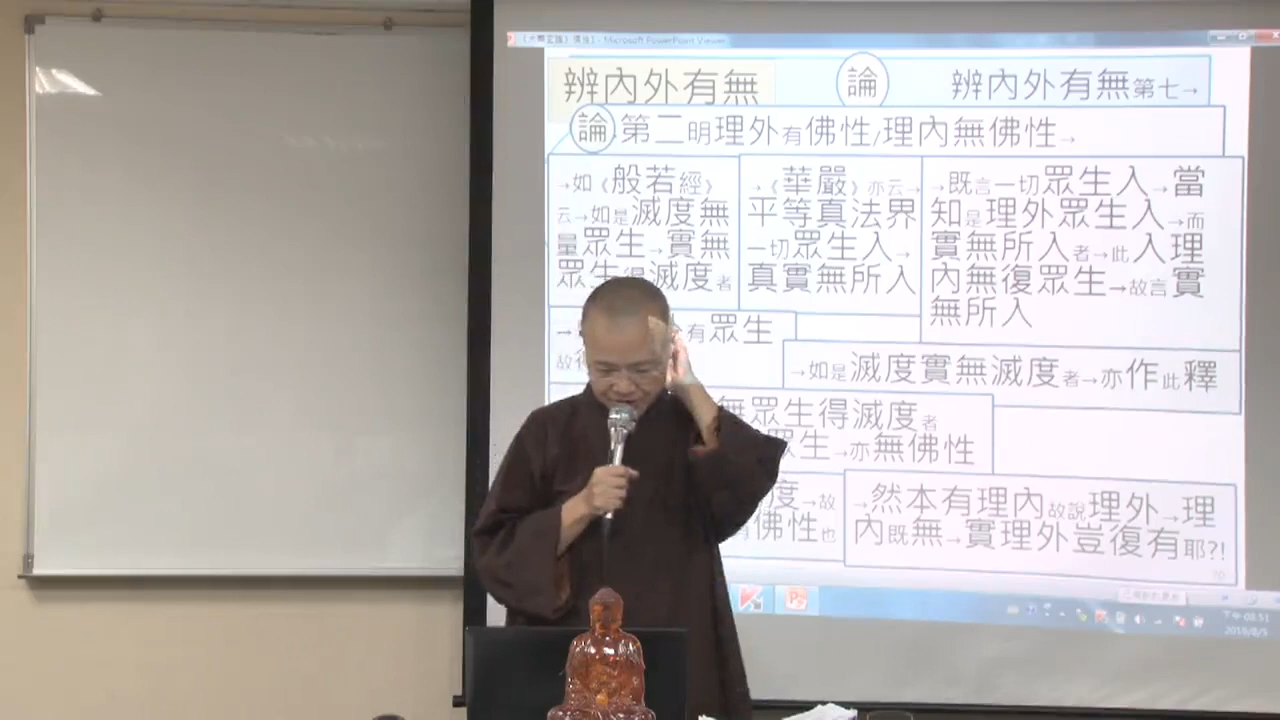 Microsoft PowerPoint Viewer
辨內外有無
論
辨內外有無第七→
論 第二明理外有佛性/理內無佛性→
→如《般若經》
云→如是滅度無
量眾生→實無
眾生得滅度者
→《華嚴》亦云→
平等真法界
一切眾生入→
真實無所入
→既言一切眾生入→當
知是理外眾生入→而
實無所入者→此入理
內無復眾生→故言實
無所入
有眾生
→如是滅度實無滅度者→亦作此釋
無眾生得滅度者
眾生→亦無佛性
度→故
佛性也
→然本有理內故說理外→理
內既無→實理外豈復有耶?!
70
下午 08:51
2018/8/5